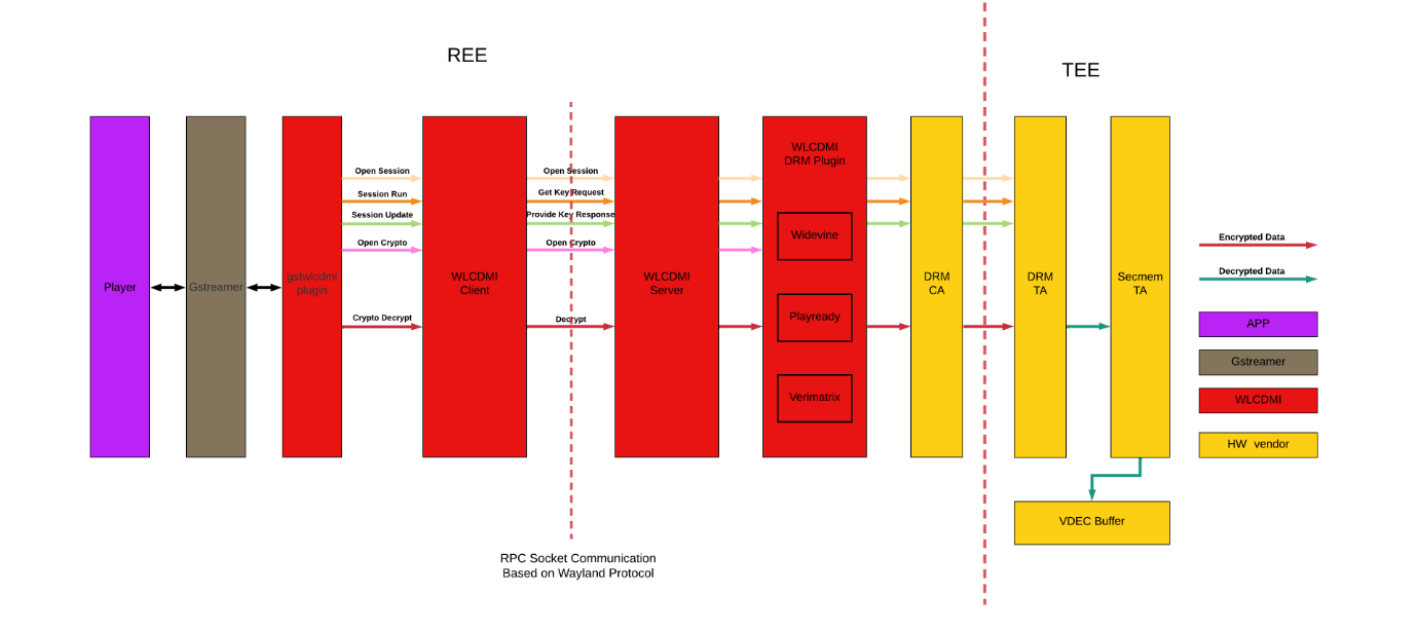 REE
TEE
WLCDMI
DRM Plugin
Open Session
Open Session
Session Run
Get Key Request
Session Update
Provide Key Response
Open Crypto
Open Crypto
Widevine
Encrypted Data
Decrypted Data
Player
Gstreamer
gstwlcdmi
plugin
WLCDMI
Client
WLCDMI
Server
DRM
CA
DRM
TA
Secmem
TA
Crypto Decrypt
Decrypt
Playready
Verimatrix
APP
Gstreamer
WLCDMI
HW vendor
VDEC Buffer
RPC Socket Communication
Based on Wayland Protocol